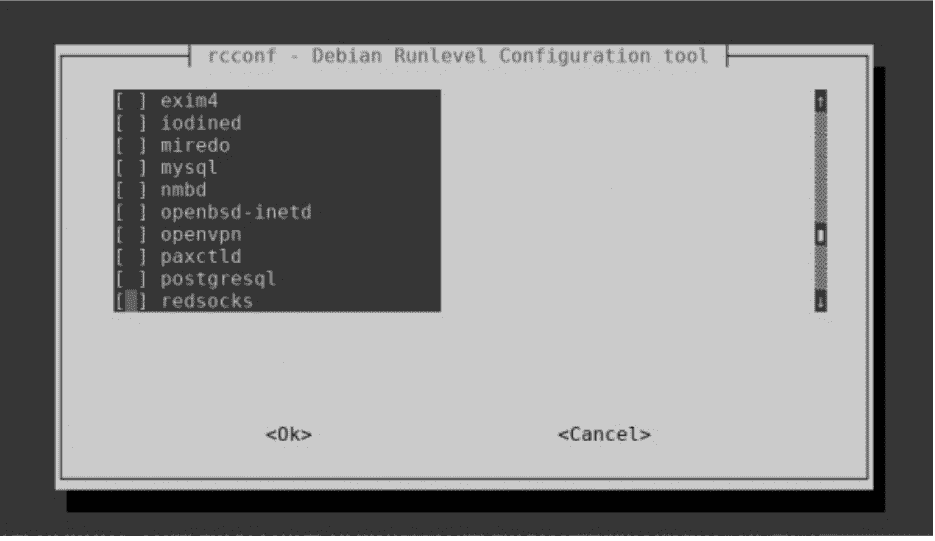 rcconf - Debian Runlevel Configuration tool
[ ] exim4
[ ] iodined
[ ] miredo
[ ] mysql
[ ] nmbd
[ ] openbsd-inetd
[ ] openvpn
[ ] paxctld
[ ] postgresql
[ ] redsocks
<Ok> <Cancel>